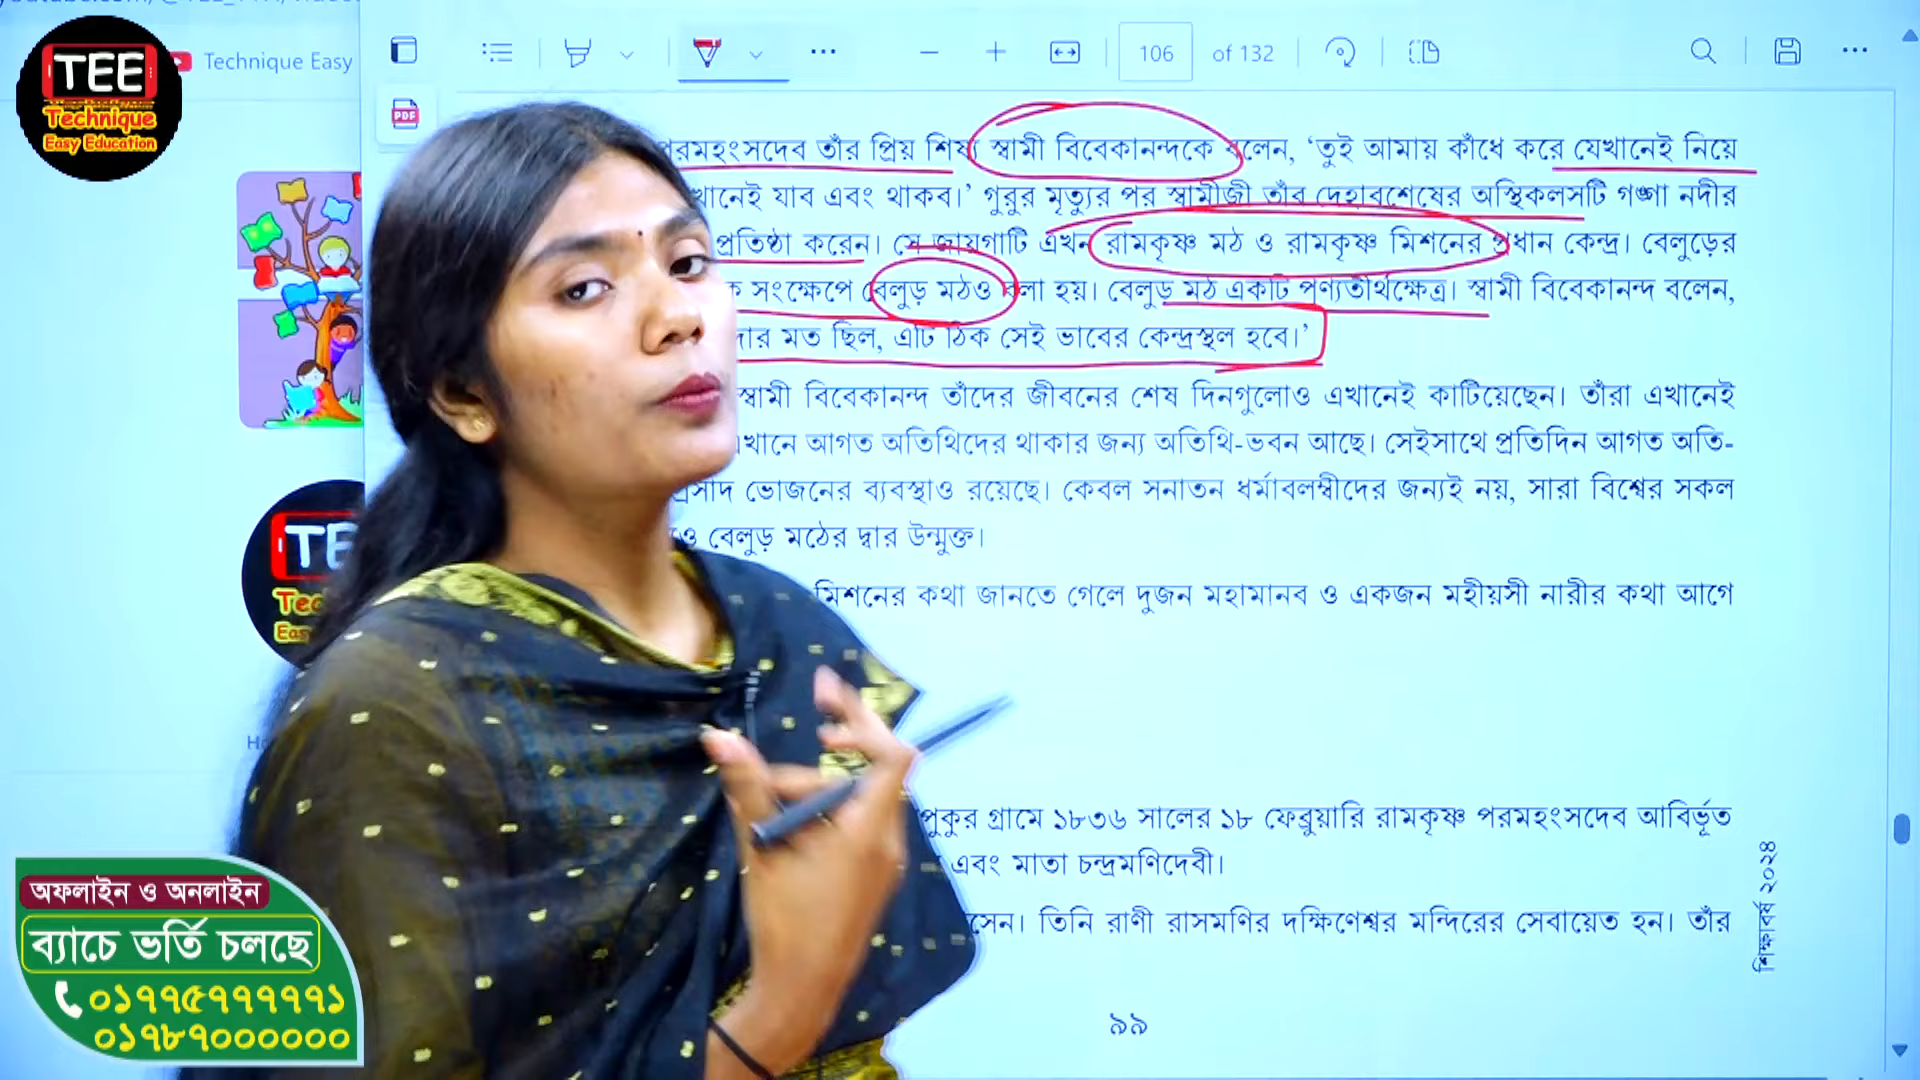 Technique Easy
TEE
Technique
Easy Education
106 of 132
PDF
পরমহংসদেব তাঁর প্রিয় শিষ্য স্বামী বিবেকানন্দকে বলেন, ‘তুই আমায় কাঁধে করে যেখানেই নিয়ে
খানেই যাব এবং থাকব।’ গুরুর মৃত্যুর পর স্বামীজী তাঁর দেহাবশেষের অস্থিকলসটি গঙ্গা নদীর
প্রতিষ্ঠা করেন। সে জায়গাটি এখন রামকৃষ্ণ মঠ ও রামকৃষ্ণ মিশনের প্রধান কেন্দ্র। বেলুড়ের
ক সংক্ষেপে বেলুড় মঠও বলা হয়। বেলুড় মঠ একটি পুণ্যতীর্থক্ষেত্র। স্বামী বিবেকানন্দ বলেন,
দার মত ছিল, এটি ঠিক সেই ভাবের কেন্দ্রস্থল হবে।’
স্বামী বিবেকানন্দ তাঁদের জীবনের শেষ দিনগুলোও এখানেই কাটিয়েছেন। তাঁরা এখানেই
এখানে আগত অতিথিদের থাকার জন্য অতিথি-ভবন আছে। সেইসাথে প্রতিদিন আগত অতি-
প্রসাদ ভোজনের ব্যবস্থাও রয়েছে। কেবল সনাতন ধর্মাবলম্বীদের জন্যই নয়, সারা বিশ্বের সকল
ও বেলুড় মঠের দ্বার উন্মুক্ত।
মিশনের কথা জানতে গেলে দুজন মহামানব ও একজন মহীয়সী নারীর কথা আগে
পুকুর গ্রামে ১৮৩৬ সালের ১৮ ফেব্রুয়ারি রামকৃষ্ণ পরমহংসদেব আবির্ভূত
এবং মাতা চন্দ্রমণিদেবী।
সেন। তিনি রাণী রাসমণির দক্ষিণেশ্বর মন্দিরের সেবায়েত হন। তাঁর
৯৯
শিক্ষাবর্ষ ২০২৪
অফলাইন ও অনলাইন
ব্যাচে ভর্তি চলছে
০১৭৭৫৭৭৭৭৭১
০১৭৮৭০০০০০০